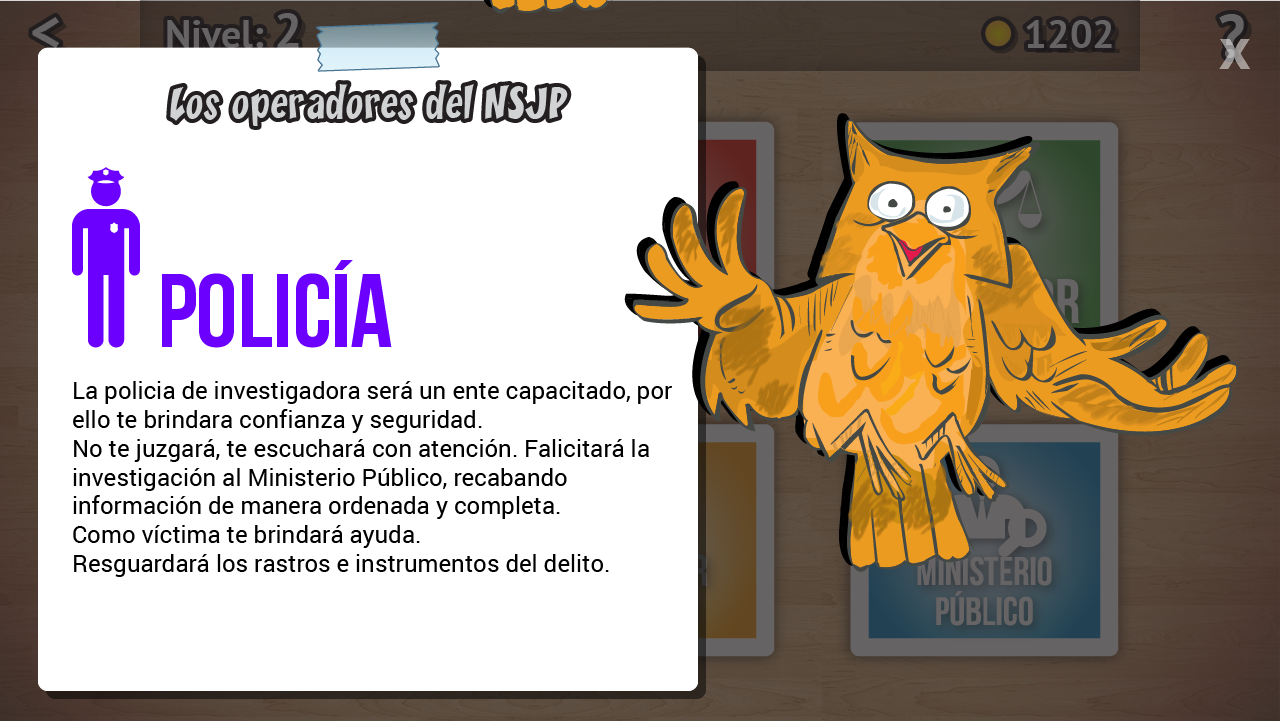 <
Nivel: 2
1202
?
X
Los operadores del NSJP
POLICÍA
La policia de investigadora será un ente capacitado, por
ello te brindara confianza y seguridad.
No te juzgará, te escuchará con atención. Falicitará la
investigación al Ministerio Público, recabando
información de manera ordenada y completa.
Como víctima te brindará ayuda.
Resguardará los rastros e instrumentos del delito.
MINISTERIO
PÚBLICO